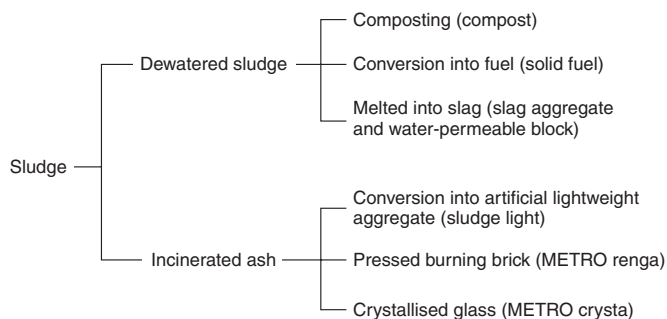 Sludge
Dewatered sludge
Composting (compost)
Conversion into fuel (solid fuel)
Melted into slag (slag aggregate
and water-permeable block)
Incinerated ash
Conversion into artificial lightweight
aggregate (sludge light)
Pressed burning brick (METRO renga)
Crystallised glass (METRO crysta)